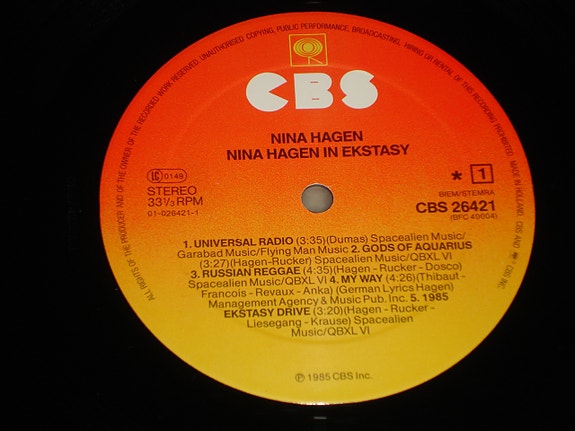 ALL RIGHTS OF THE PRODUCER AND OF THE OWNER OF THE RECORDED WORK RESERVED. UNAUTHORISED COPYING, PUBLIC PERFORMANCE, BROADCASTING, HIRING OR RENTAL OF THIS RECORDING PROHIBITED. MADE IN HOLLAND.
CBS
NINA HAGEN
NINA HAGEN IN EKSTASY
LC 0149
STEREO
33 1/3 RPM
01-026421-1
* 1
BIEM/STEMRA
CBS 26421
(BFC 40004)
1. UNIVERSAL RADIO (3:35)(Dumas) Spacealien Music/
Garabad Music/Flying Man Music 2. GODS OF AQUARIUS
(3:27)(Hagen-Rucker) Spacealien Music/QBXL VI
3. RUSSIAN REGGAE (4:35)(Hagen - Rucker - Dosco)
Spacealien Music/QBXL VI 4. MY WAY (4:26)(Thibaut -
Francois - Revaux - Anka) (German Lyrics Hagen)
Management Agency & Music Pub. Inc. 5. 1985
EKSTASY DRIVE (3:20)(Hagen - Rucker -
Liesegang - Krause) Spacealien
Music/QBXL VI
℗ 1985 CBS Inc.